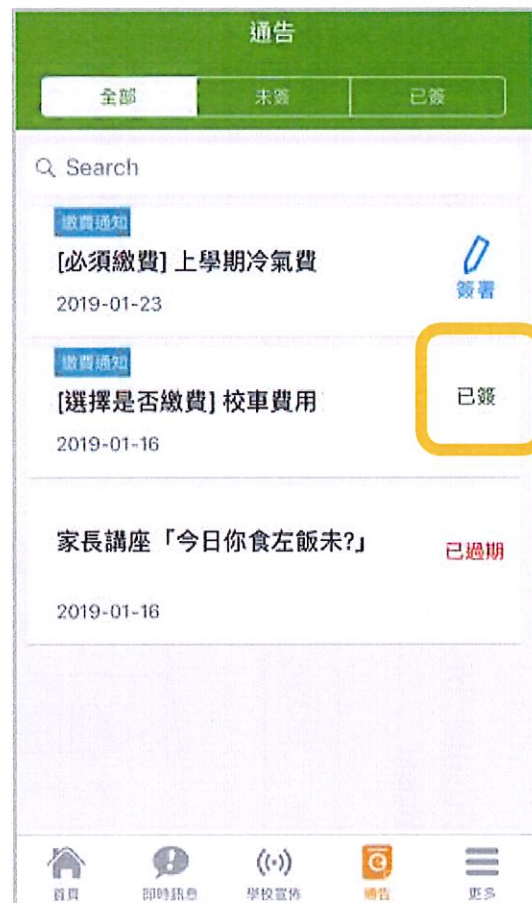 通告
全部
未簽
已簽
Search
繳費通知
[必須繳費] 上學期冷氣費
簽署
2019-01-23
繳費通知
[選擇是否繳費] 校車費用
已簽
2019-01-16
家長講座「今日你食左飯未?」
已過期
2019-01-16
首頁
即時訊息
學校宣佈
通告
更多